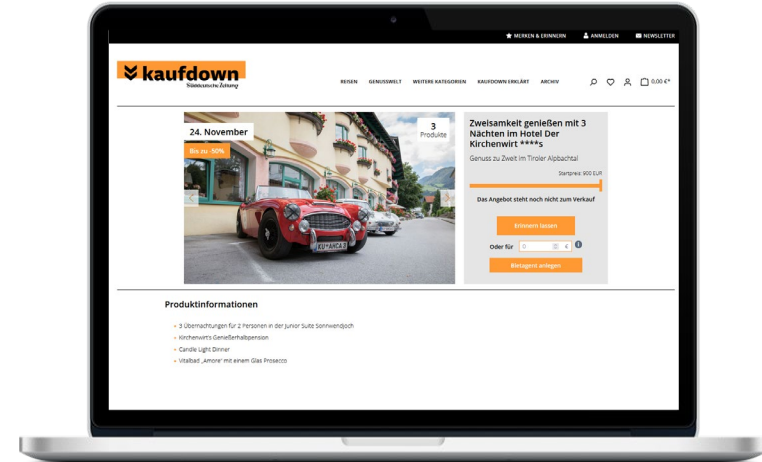 MERKEN & ERINNERN
ANMELDEN
NEWSLETTER
kaufdown
Süddeutsche Zeitung
REISEN
GENUSSWELT
WEITERE KATEGORIEN
KAUFDOWN ERKLÄRT
ARCHIV
0,00 €*
24. November
Bis zu -50%
3
Produkte
KU•AHCA 3
Zweisamkeit genießen mit 3
Nächten im Hotel Der
Kirchenwirt ****s
Genuss zu Zweit im Tiroler Alpbachtal
Startpreis: 900 EUR
Das Angebot steht noch nicht zum Verkauf
Erinnern lassen
Oder für
0
€
i
Bietagent anlegen
Produktinformationen
3 Übernachtungen für 2 Personen in der Junior Suite Sonnwendjoch
Kirchenwirt's Genießerhalbpension
Candle Light Dinner
Vitalbad „Amore" mit einem Glas Prosecco